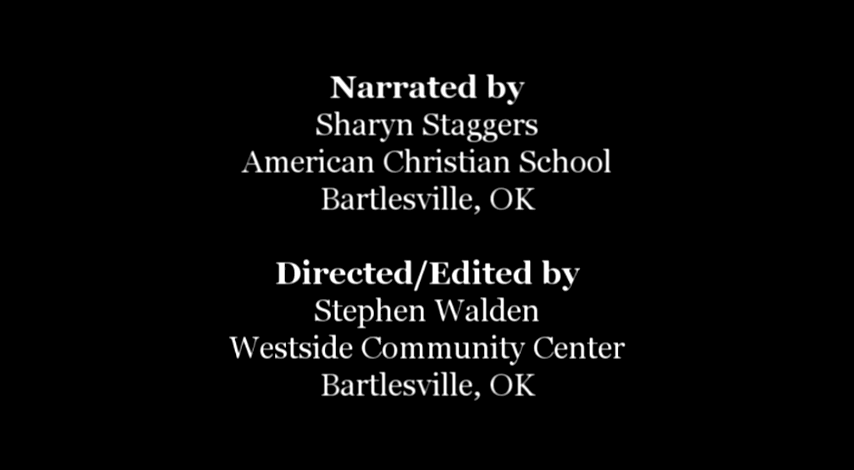 Narrated by
Sharyn Staggers
American Christian School
Bartlesville, OK
Directed/Edited by
Stephen Walden
Westside Community Center
Bartlesville, OK